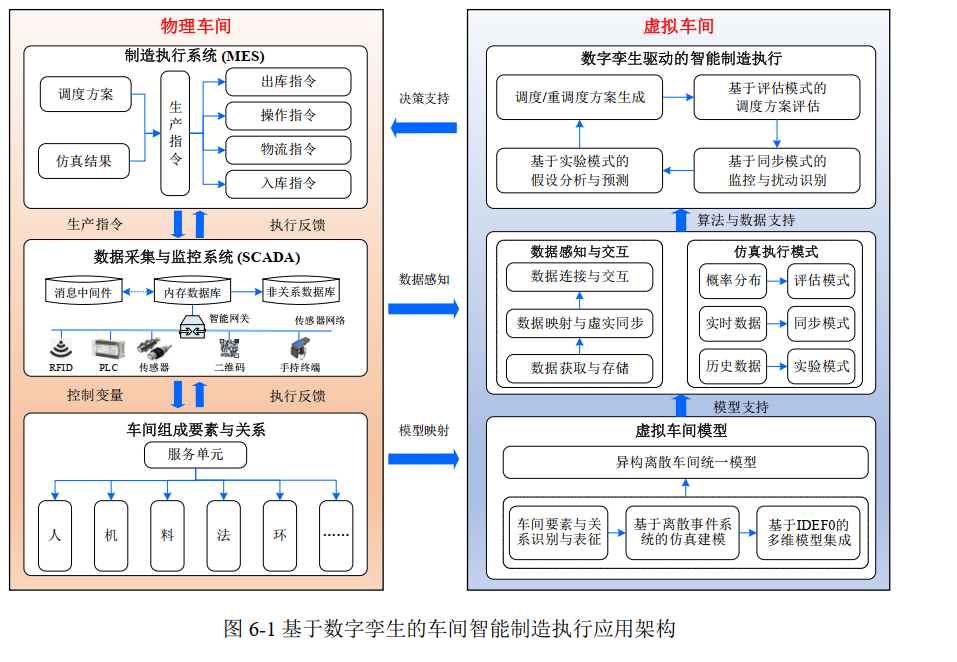 物理车间
制造执行系统 (MES)
调度方案
仿真结果
生产指令
出库指令
操作指令
物流指令
入库指令
生产指令
执行反馈
数据采集与监控系统 (SCADA)
消息中间件
内存数据库
非关系数据库
智能网关
传感器网络
RFID
PLC
传感器
二维码
手持终端
控制变量
执行反馈
车间组成要素与关系
服务单元
人
机
料
法
环
……
决策支持
数据感知
模型映射
虚拟车间
数字孪生驱动的智能制造执行
调度/重调度方案生成
基于评估模式的
调度方案评估
基于实验模式的
假设分析与预测
基于同步模式的
监控与扰动识别
算法与数据支持
数据感知与交互
数据连接与交互
数据映射与虚实同步
数据获取与存储
仿真执行模式
概率分布
评估模式
实时数据
同步模式
历史数据
实验模式
模型支持
虚拟车间模型
异构离散车间统一模型
车间要素与关
系识别与表征
基于离散事件系
统的仿真建模
基于IDEF0的
多维模型集成
图 6-1 基于数字孪生的车间智能制造执行应用架构